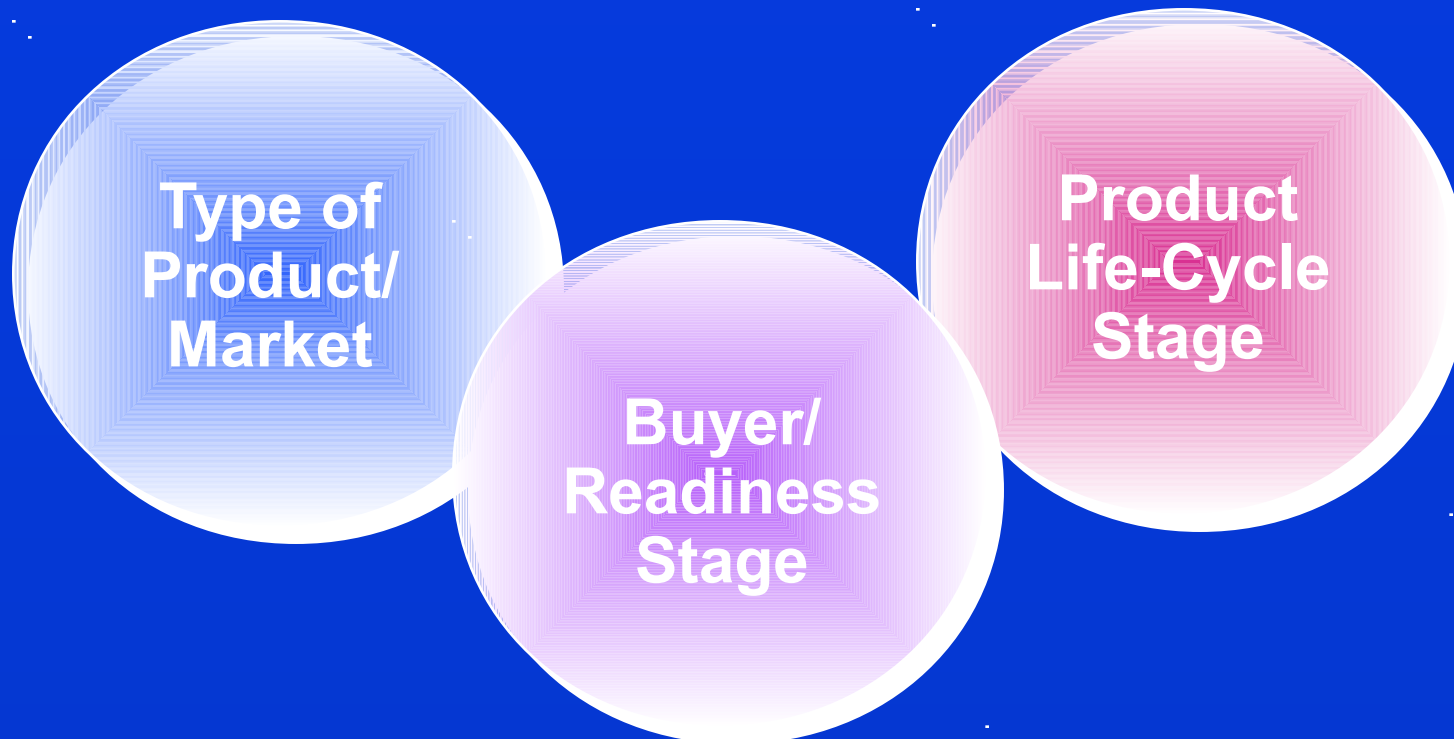 Type of
Product/
Market
Buyer/
Readiness
Stage
Product
Life-Cycle
Stage